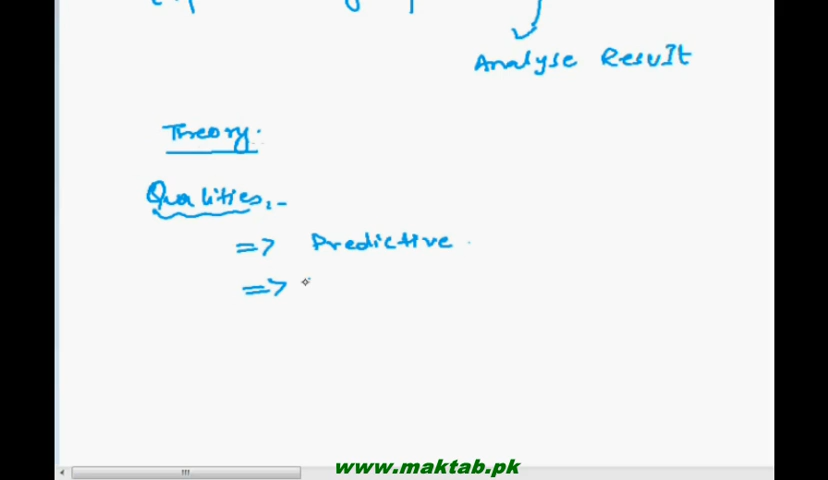 Analyse Result
Theory.
Qualities:-
=> Predictive
=>
www.maktab.pk